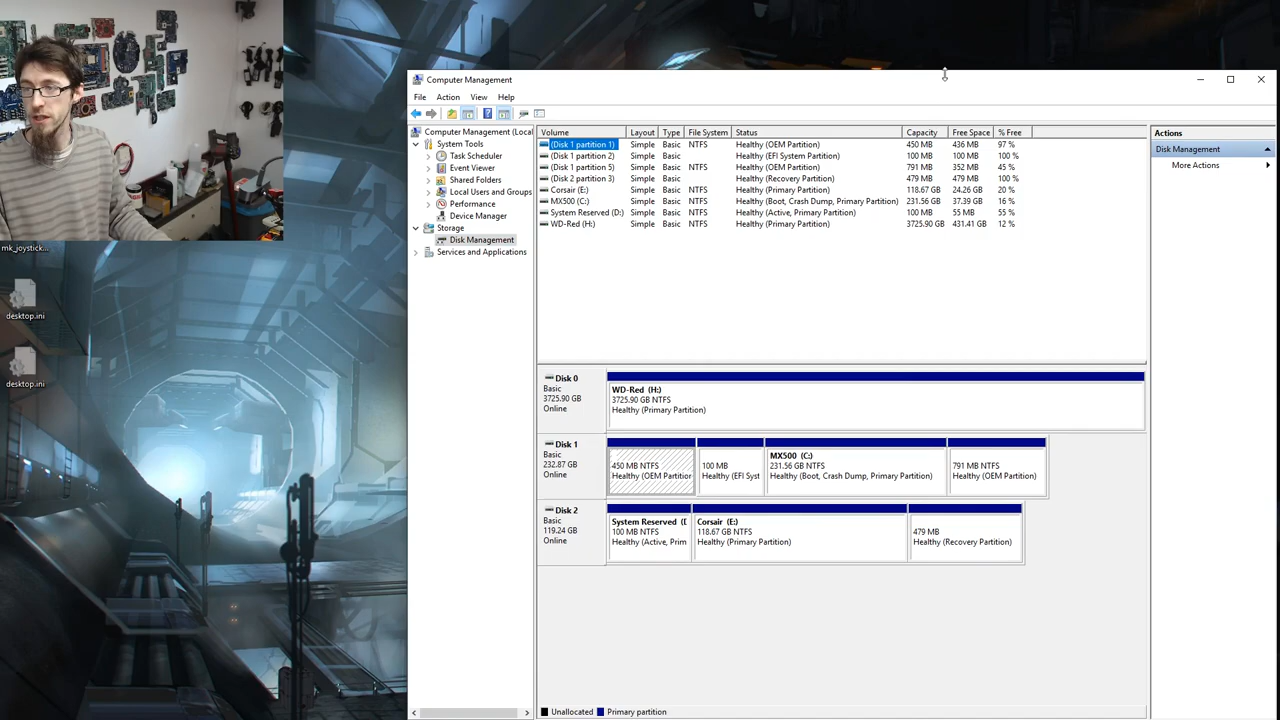 mk_joystick...
desktop.ini
desktop.ini
Computer Management
File Action View Help
Computer Management (Local
System Tools
Task Scheduler
Event Viewer
Shared Folders
Local Users and Groups
Performance
Device Manager
Storage
Disk Management
Services and Applications
Volume Layout Type File System Status Capacity Free Space % Free
(Disk 1 partition 1) Simple Basic NTFS Healthy (OEM Partition) 450 MB 436 MB 97 %
(Disk 1 partition 2) Simple Basic Healthy (EFI System Partition) 100 MB 100 MB 100 %
(Disk 1 partition 5) Simple Basic NTFS Healthy (OEM Partition) 791 MB 352 MB 45 %
(Disk 2 partition 3) Simple Basic Healthy (Recovery Partition) 479 MB 479 MB 100 %
Corsair (E:) Simple Basic NTFS Healthy (Primary Partition) 118.67 GB 24.26 GB 20 %
MX500 (C:) Simple Basic NTFS Healthy (Boot, Crash Dump, Primary Partition) 231.56 GB 37.39 GB 16 %
System Reserved (D:) Simple Basic NTFS Healthy (Active, Primary Partition) 100 MB 55 MB 55 %
WD-Red (H:) Simple Basic NTFS Healthy (Primary Partition) 3725.90 GB 431.41 GB 12 %
Actions
Disk Management
More Actions
Disk 0
Basic
3725.90 GB
Online
WD-Red (H:)
3725.90 GB NTFS
Healthy (Primary Partition)
Disk 1
Basic
232.87 GB
Online
450 MB NTFS
Healthy (OEM Partitior
100 MB
Healthy (EFI Syst
MX500 (C:)
231.56 GB NTFS
Healthy (Boot, Crash Dump, Primary Partition)
791 MB NTFS
Healthy (OEM Partition)
Disk 2
Basic
119.24 GB
Online
System Reserved (D
100 MB NTFS
Healthy (Active, Prim
Corsair (E:)
118.67 GB NTFS
Healthy (Primary Partition)
479 MB
Healthy (Recovery Partition)
Unallocated Primary partition